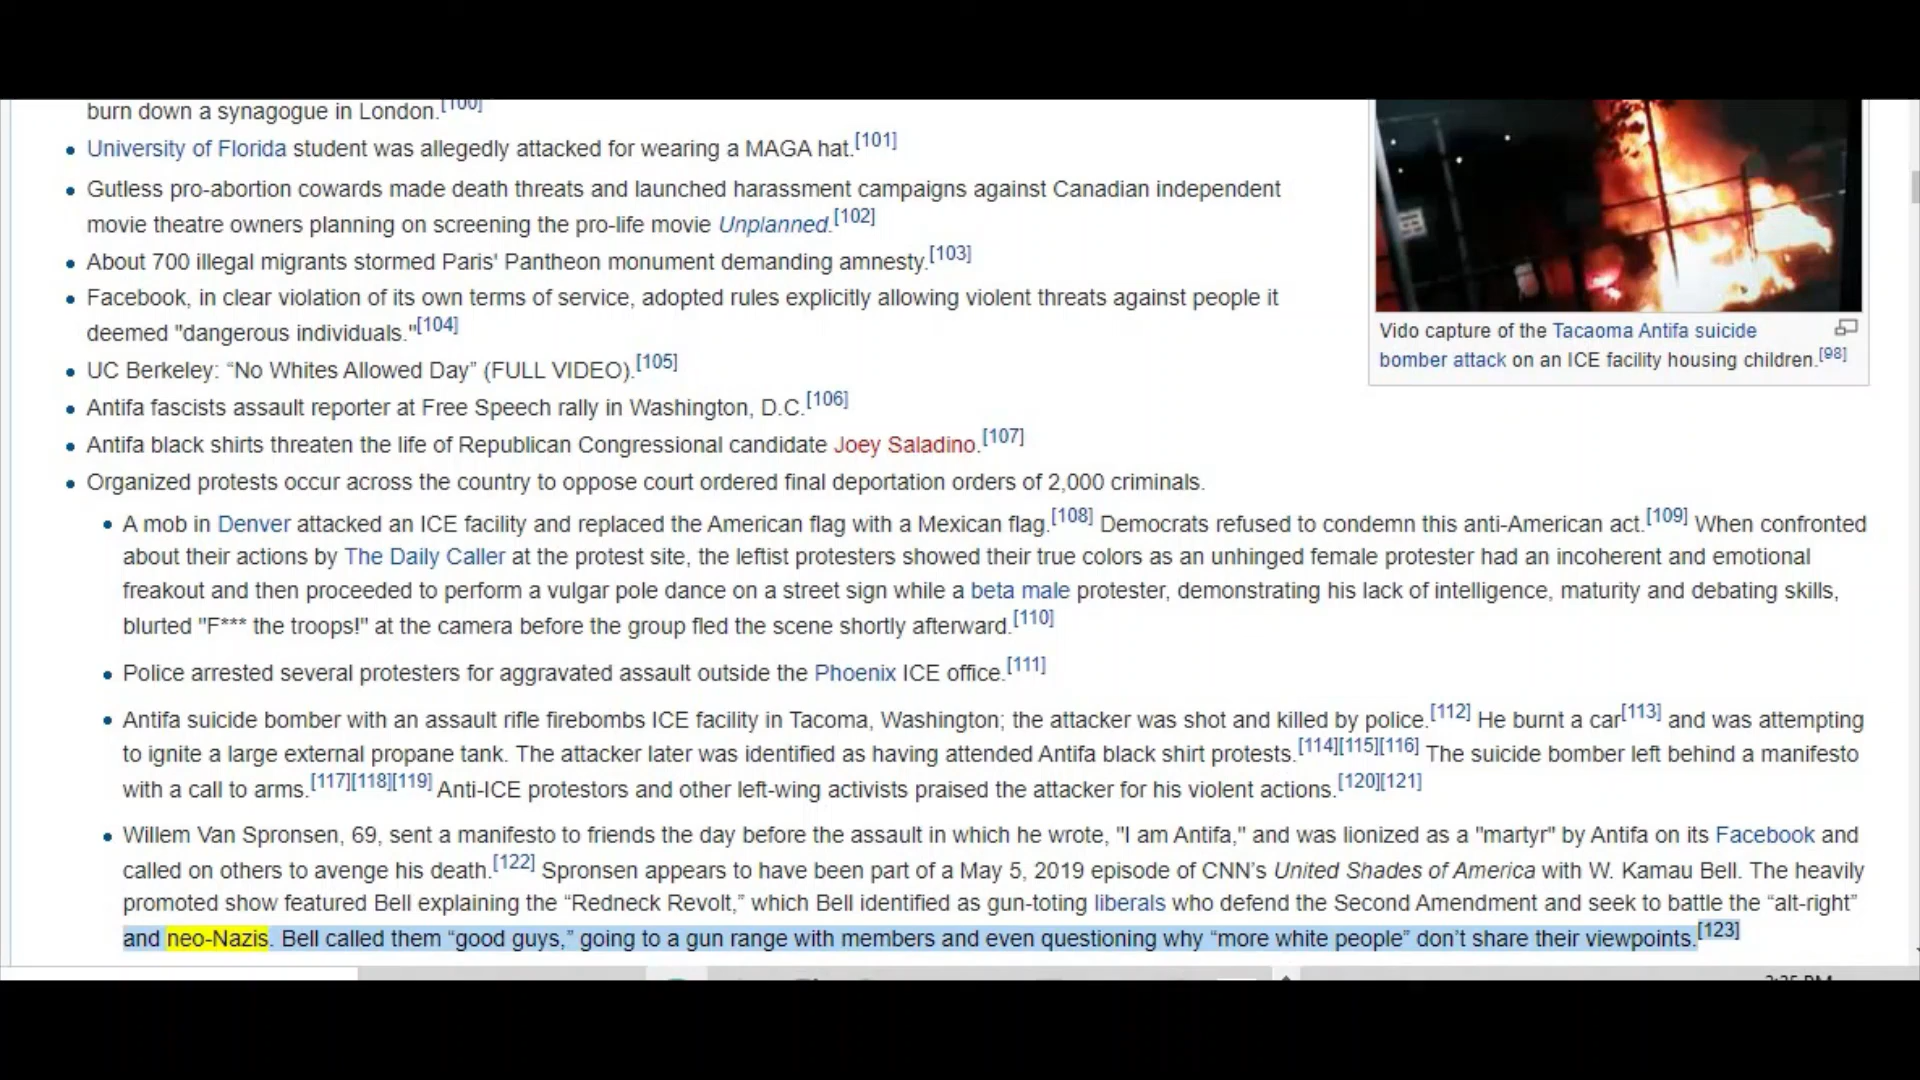 burn down a synagogue in London.[100]
University of Florida student was allegedly attacked for wearing a MAGA hat.[101]
Gutless pro-abortion cowards made death threats and launched harassment campaigns against Canadian independent
movie theatre owners planning on screening the pro-life movie Unplanned.[102]
About 700 illegal migrants stormed Paris' Pantheon monument demanding amnesty.[103]
Facebook, in clear violation of its own terms of service, adopted rules explicitly allowing violent threats against people it
deemed "dangerous individuals."[104]
UC Berkeley: “No Whites Allowed Day” (FULL VIDEO).[105]
Antifa fascists assault reporter at Free Speech rally in Washington, D.C.[106]
Antifa black shirts threaten the life of Republican Congressional candidate Joey Saladino.[107]
Organized protests occur across the country to oppose court ordered final deportation orders of 2,000 criminals.
A mob in Denver attacked an ICE facility and replaced the American flag with a Mexican flag.[108] Democrats refused to condemn this anti-American act.[109] When confronted
about their actions by The Daily Caller at the protest site, the leftist protesters showed their true colors as an unhinged female protester had an incoherent and emotional
freakout and then proceeded to perform a vulgar pole dance on a street sign while a beta male protester, demonstrating his lack of intelligence, maturity and debating skills,
blurted "F*** the troops!" at the camera before the group fled the scene shortly afterward.[110]
Police arrested several protesters for aggravated assault outside the Phoenix ICE office.[111]
Antifa suicide bomber with an assault rifle firebombs ICE facility in Tacoma, Washington; the attacker was shot and killed by police.[112] He burnt a car[113] and was attempting
to ignite a large external propane tank. The attacker later was identified as having attended Antifa black shirt protests.[114][115][116] The suicide bomber left behind a manifesto
with a call to arms.[117][118][119] Anti-ICE protestors and other left-wing activists praised the attacker for his violent actions.[120][121]
Willem Van Spronsen, 69, sent a manifesto to friends the day before the assault in which he wrote, "I am Antifa," and was lionized as a "martyr" by Antifa on its Facebook and
called on others to avenge his death.[122] Spronsen appears to have been part of a May 5, 2019 episode of CNN’s United Shades of America with W. Kamau Bell. The heavily
promoted show featured Bell explaining the “Redneck Revolt,” which Bell identified as gun-toting liberals who defend the Second Amendment and seek to battle the “alt-right”
and neo-Nazis. Bell called them “good guys,” going to a gun range with members and even questioning why “more white people” don’t share their viewpoints.[123]
Vido capture of the Tacaoma Antifa suicide
bomber attack on an ICE facility housing children.[98]